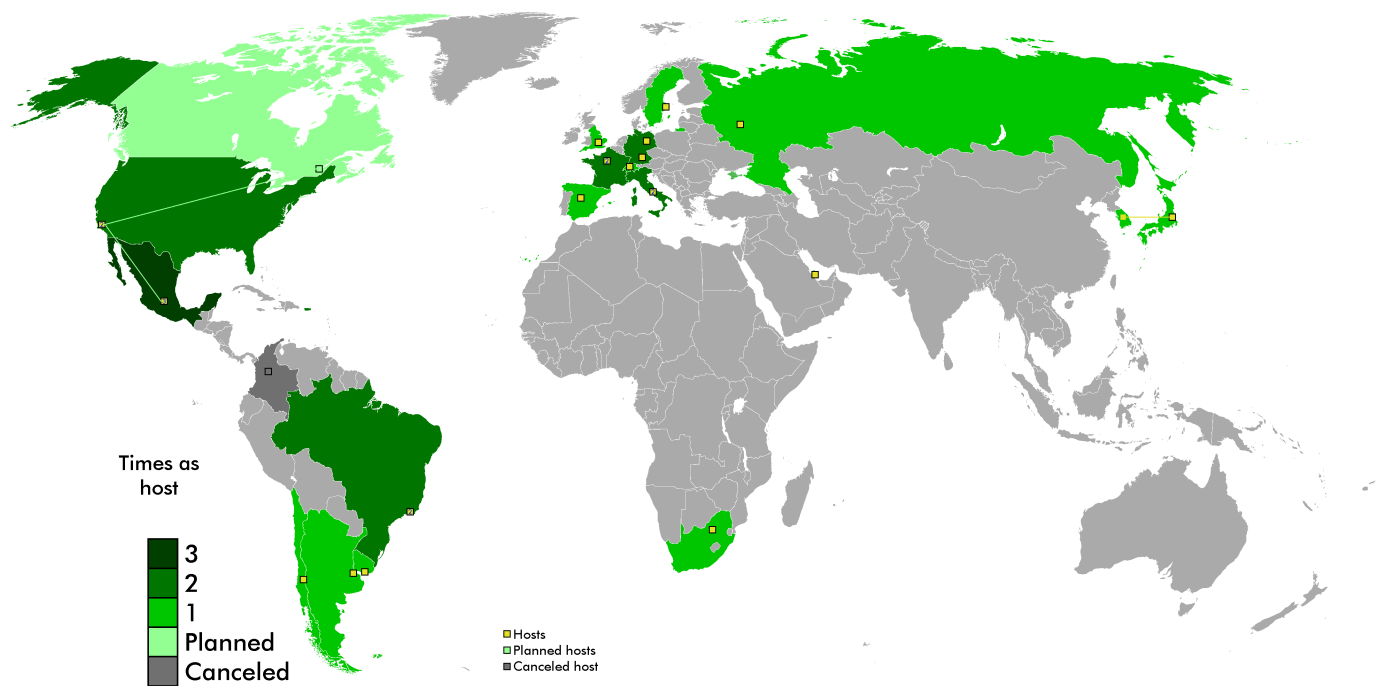 Times as
host
3
2
1
Planned
Canceled
Hosts
Planned hosts
Canceled host